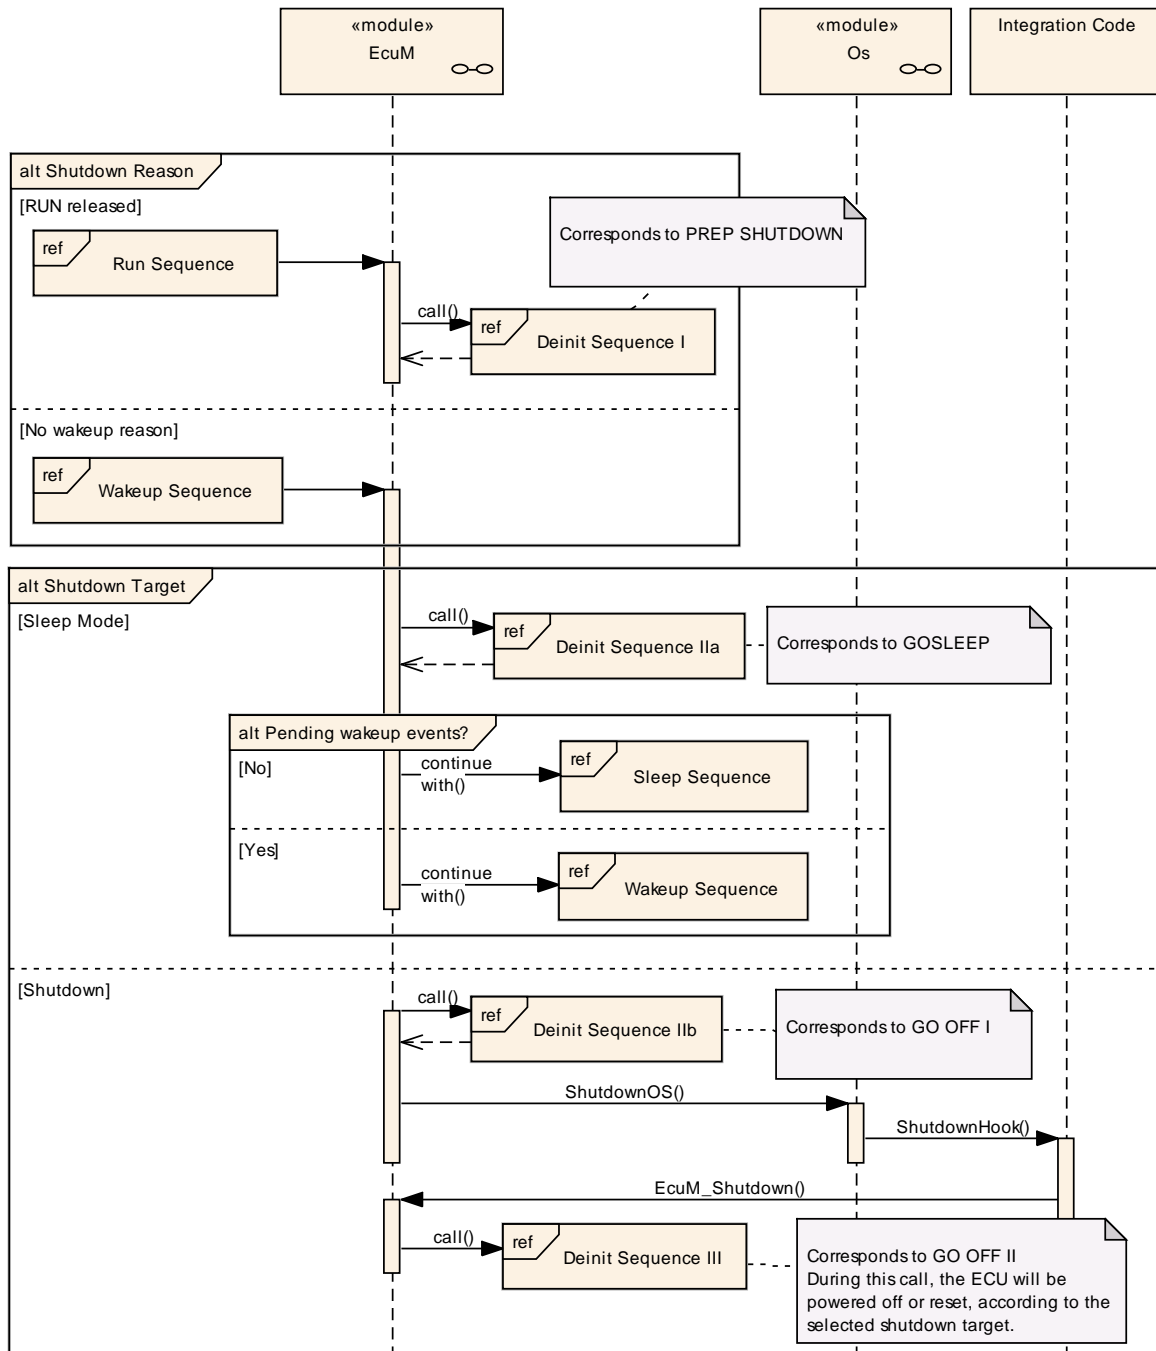 «module»
EcuM
«module»
Os
Integration Code
alt Shutdown Reason
[RUN released]
Corresponds to PREP SHUTDOWN
ref
Run Sequence
call()
ref
Deinit Sequence I
[No wakeup reason]
ref
Wakeup Sequence
alt Shutdown Target
[Sleep Mode]
call()
ref
Deinit Sequence IIa
Corresponds to GOSLEEP
alt Pending wakeup events?
[No]
continue
with()
ref
Sleep Sequence
[Yes]
continue
with()
ref
Wakeup Sequence
[Shutdown]
call()
ref
Deinit Sequence IIb
Corresponds to GO OFF I
ShutdownOS()
ShutdownHook()
EcuM_Shutdown()
call()
ref
Deinit Sequence III
Corresponds to GO OFF II
During this call, the ECU will be
powered off or reset, according to the
selected shutdown target.